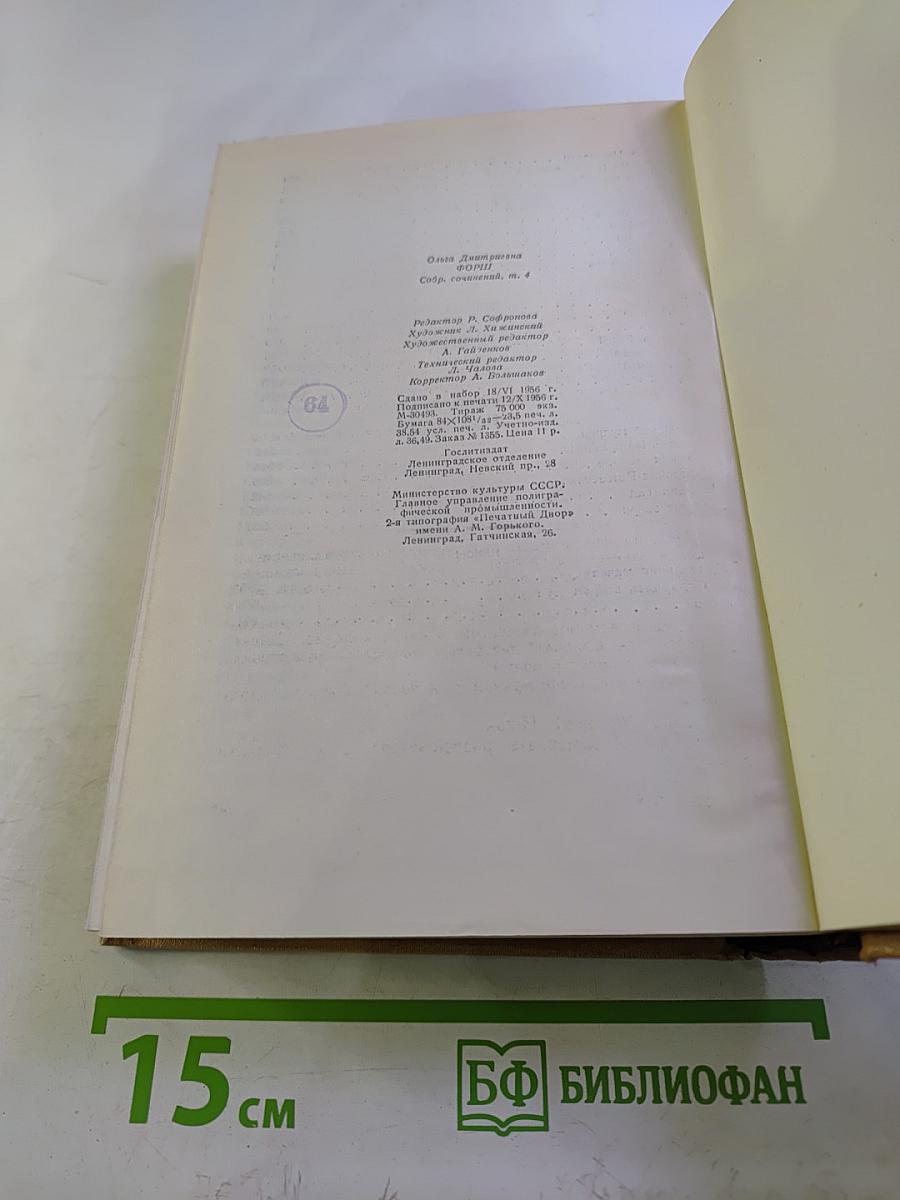 Ольга Дмитриевна
ФОРШ
Собр. сочинений, т. 4
Редактор Р. Софронова
Художник Л. Хижинский
Художественный редактор
А. Гайденков
Технический редактор
Л. Чалова
Корректор А. Большаков
Сдано в набор 18/VI 1956 г.
Подписано к печати 12/X 1956 г.
М-30493. Тираж 75 000 экз.
Бумага 84×108¹/₃₂—23,5 печ. л.
38,54 усл. печ. л. Учетно-изд.
л. 36,49. Заказ № 1355. Цена 11 р.
Гослитиздат
Ленинградское отделение
Ленинград, Невский пр., 28
Министерство культуры СССР.
Главное управление полигра-
фической промышленности.
2-я типография «Печатный Двор»
имени А. М. Горького.
Ленинград, Гатчинская, 26.
64
15 см
БФ БИБЛИОФАН